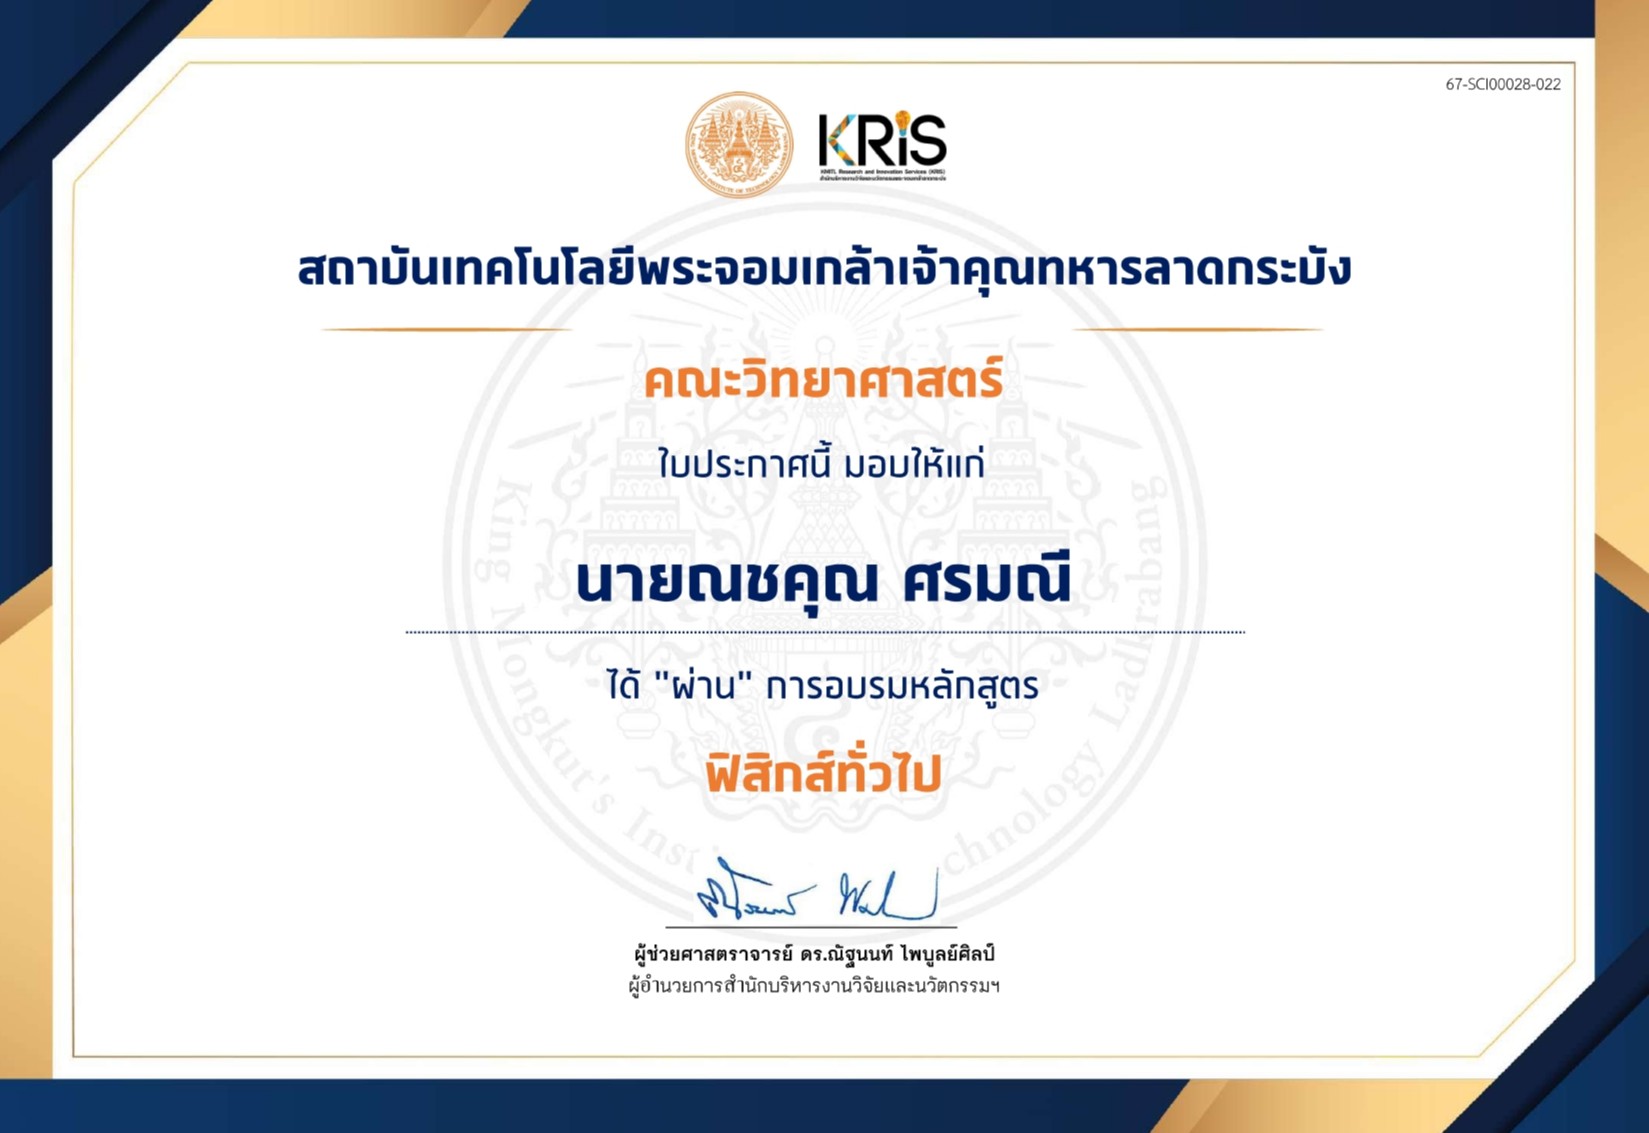 67-SCI00028-022
KRiS
KMITL Research and Innovation Services (KRIS)
สถาบันเทคโนโลยีพระจอมเกล้าเจ้าคุณทหารลาดกระบัง
คณะวิทยาศาสตร์
ใบประกาศนี้ มอบให้แก่
นายณชคุณ ศรมณี
ได้ "ผ่าน" การอบรมหลักสูตร
ฟิสิกส์ทั่วไป
King Mongkut's Inst chnology Ladkrabang
ผู้ช่วยศาสตราจารย์ ดร.ณัฐนนท์ ไพบูลย์ศิลป์
ผู้อำนวยการสำนักบริหารงานวิจัยและนวัตกรรมฯ